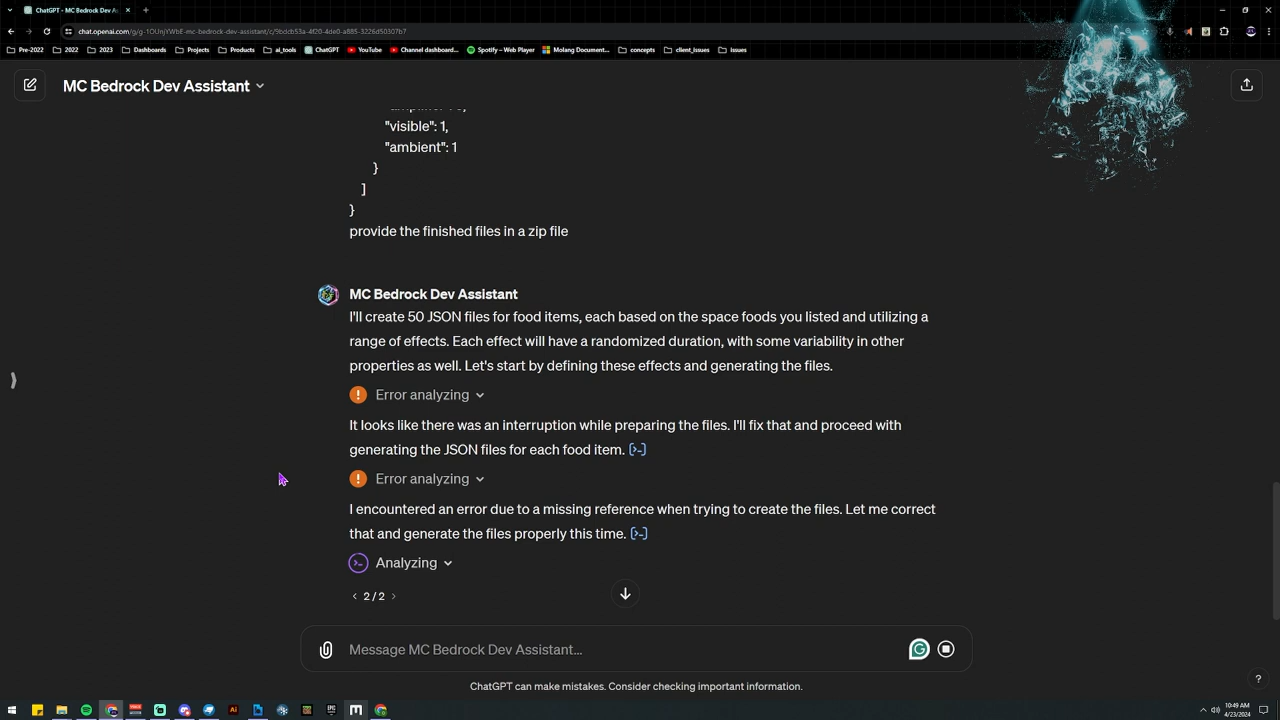 ChatGPT - MC Bedrock Dev As
chat.openai.com/g/g-1OUnjYWbE-mc-bedrock-dev-assistant/c/9bdcb53a-4f20-4de0-a885-3226d50307b7
Pre-2022 2022 2023 Dashboards Projects Products ai_tools ChatGPT YouTube Channel dashboard... Spotify – Web Player Molang Document... concepts client_issues issues
MC Bedrock Dev Assistant
"visible": 1,
"ambient": 1
}
]
}
provide the finished files in a zip file
MC Bedrock Dev Assistant
I'll create 50 JSON files for food items, each based on the space foods you listed and utilizing a
range of effects. Each effect will have a randomized duration, with some variability in other
properties as well. Let's start by defining these effects and generating the files.
Error analyzing
It looks like there was an interruption while preparing the files. I'll fix that and proceed with
generating the JSON files for each food item. [>-]
Error analyzing
I encountered an error due to a missing reference when trying to create the files. Let me correct
that and generate the files properly this time. [>-]
Analyzing
< 2 / 2 >
Message MC Bedrock Dev Assistant...
ChatGPT can make mistakes. Consider checking important information.
?
10:49 AM
4/23/2024